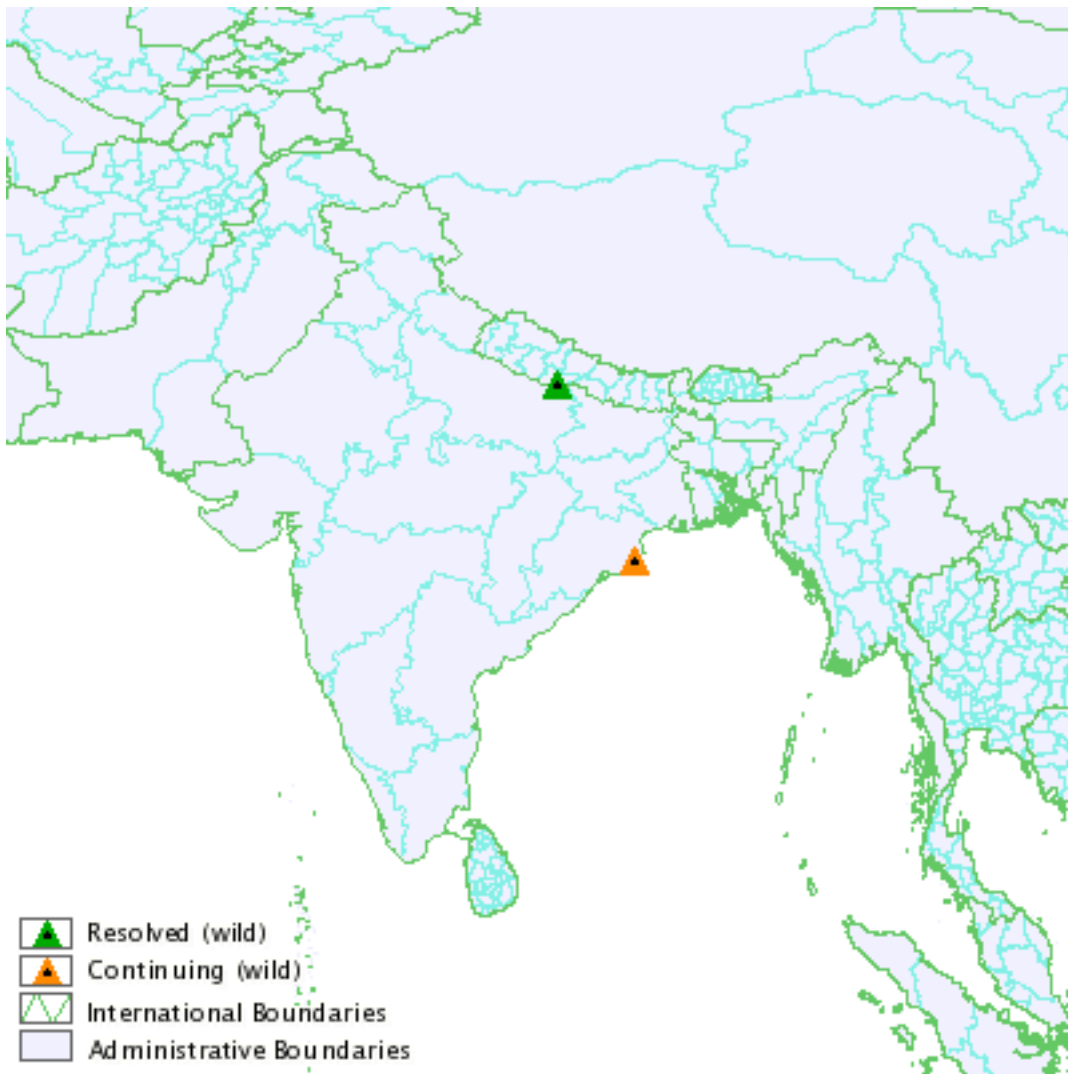 Resolved (wild)
Continuing (wild)
International Boundaries
Administrative Boundaries